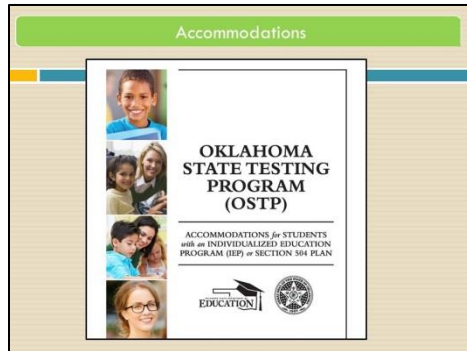 Accommodations
OKLAHOMA
STATE TESTING
PROGRAM
(OSTP)
ACCOMMODATIONS for STUDENTS
with an INDIVIDUALIZED EDUCATION
PROGRAM (IEP) or SECTION 504 PLAN
EDUCATION